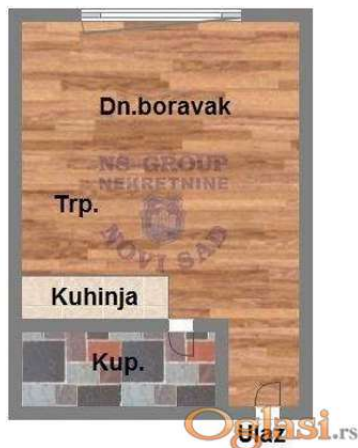 Dn.boravak
NS-GROUP
NEKRETNINE
Trp.
NOVI SAD
Kuhinja
Kup.
Oglasi.rs
Ulaz